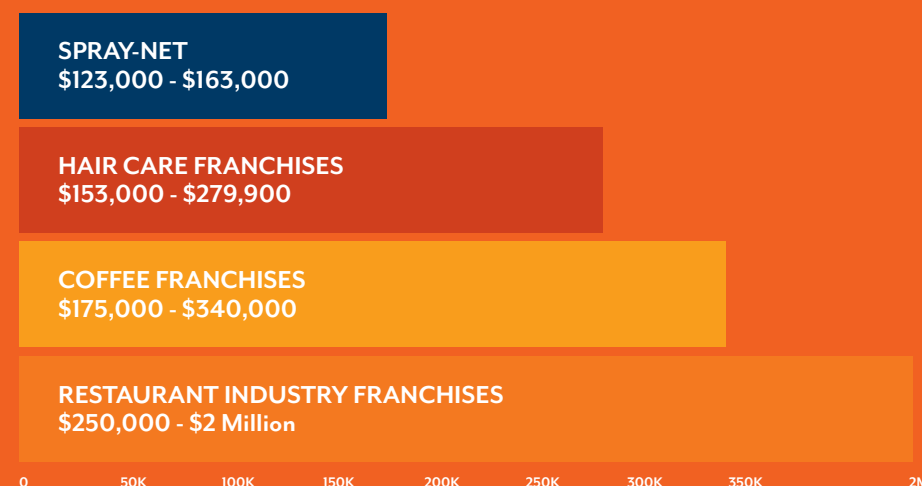 SPRAY-NET
$123,000 - $163,000
HAIR CARE FRANCHISES
$153,000 - $279,900
COFFEE FRANCHISES
$175,000 - $340,000
RESTAURANT INDUSTRY FRANCHISES
$250,000 - $2 Million
0 50K 100K 150K 200K 250K 300K 350K 2M